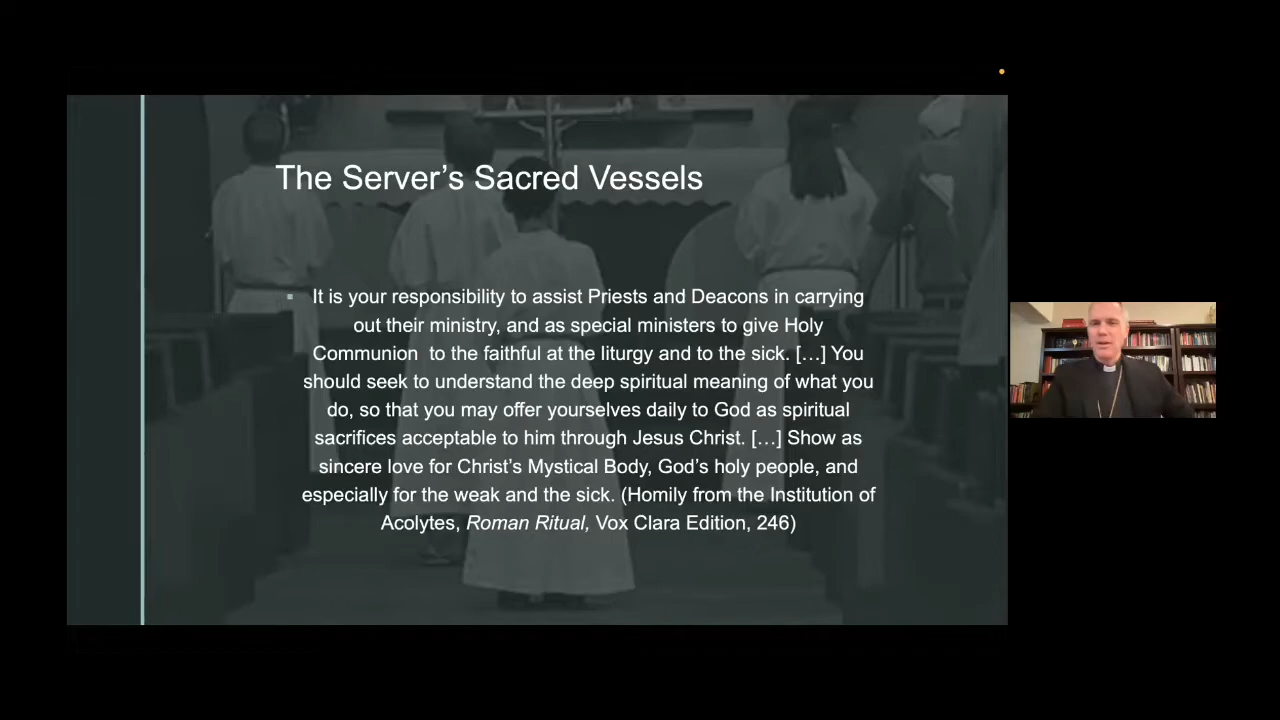 The Server’s Sacred Vessels
It is your responsibility to assist Priests and Deacons in carrying
out their ministry, and as special ministers to give Holy
Communion  to the faithful at the liturgy and to the sick. […] You
should seek to understand the deep spiritual meaning of what you
do, so that you may offer yourselves daily to God as spiritual
sacrifices acceptable to him through Jesus Christ. […] Show as
sincere love for Christ’s Mystical Body, God’s holy people, and
especially for the weak and the sick. (Homily from the Institution of
Acolytes, Roman Ritual, Vox Clara Edition, 246)